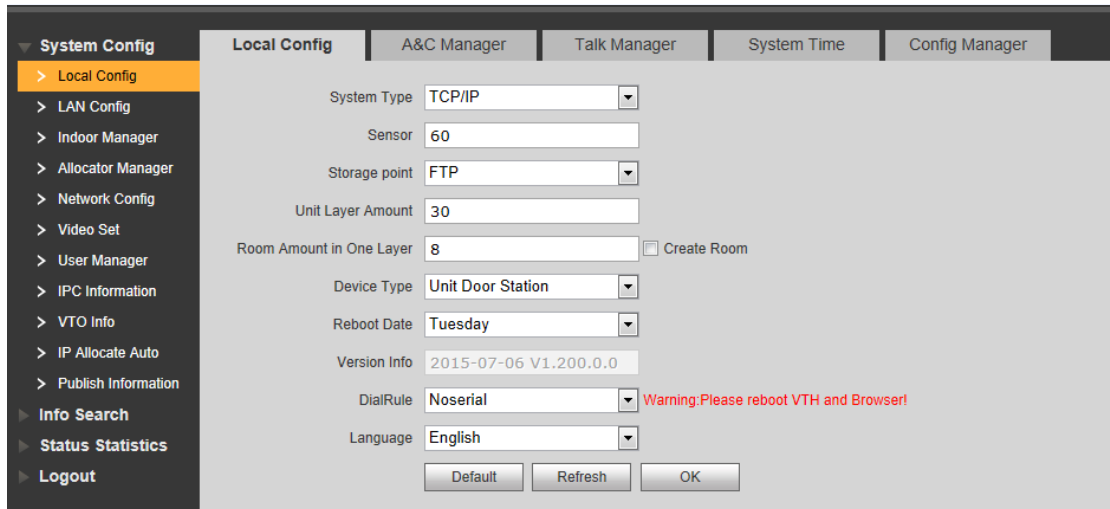 System Config
Local Config
LAN Config
Indoor Manager
Allocator Manager
Network Config
Video Set
User Manager
IPC Information
VTO Info
IP Allocate Auto
Publish Information
Info Search
Status Statistics
Logout
Local Config A&C Manager Talk Manager System Time Config Manager
System Type TCP/IP
Sensor 60
Storage point FTP
Unit Layer Amount 30
Room Amount in One Layer 8 Create Room
Device Type Unit Door Station
Reboot Date Tuesday
Version Info 2015-07-06 V1.200.0.0
DialRule Noserial Warning:Please reboot VTH and Browser!
Language English
Default Refresh OK